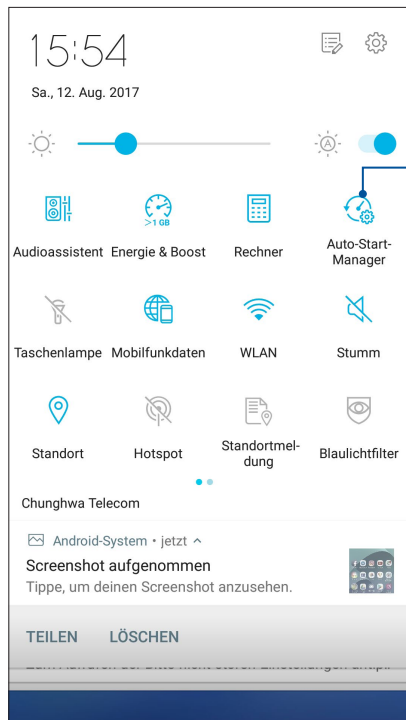 15:54
Sa., 12. Aug. 2017
A
>1 GB
Audioassistent Energie & Boost Rechner Auto-Start-
Manager
Taschenlampe Mobilfunkdaten WLAN Stumm
Standort Hotspot Standortmel-
dung Blaulichtfilter
Chunghwa Telecom
Android-System • jetzt
Screenshot aufgenommen
Tippe, um deinen Screenshot anzusehen.
TEILEN LÖSCHEN